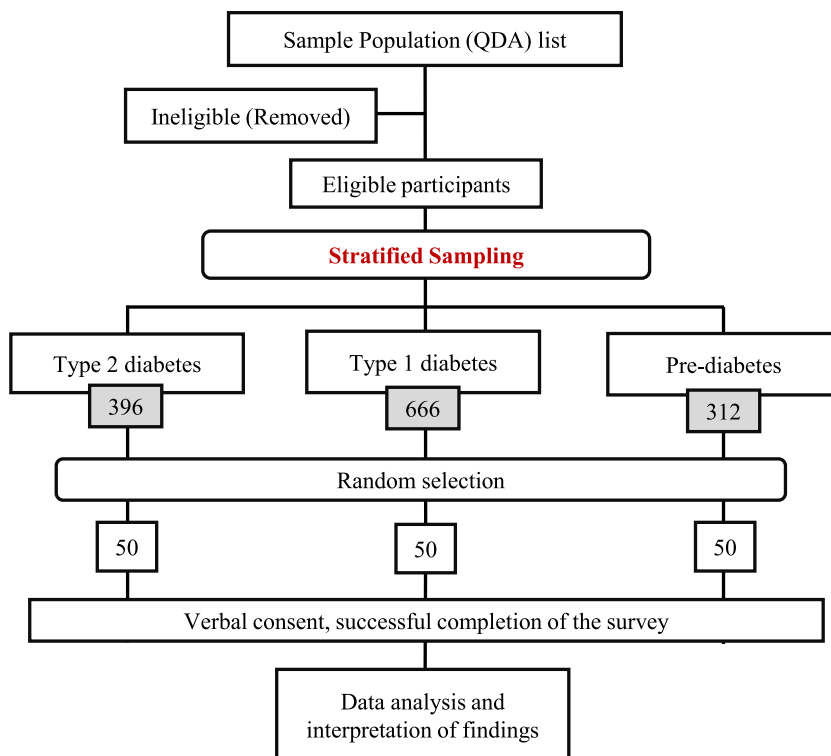 Sample Population (QDA) list
Ineligible (Removed)
Eligible participants
Stratified Sampling
Type 2 diabetes
Type 1 diabetes
Pre-diabetes
396
666
312
Random selection
50
50
50
Verbal consent, successful completion of the survey
Data analysis and
interpretation of findings